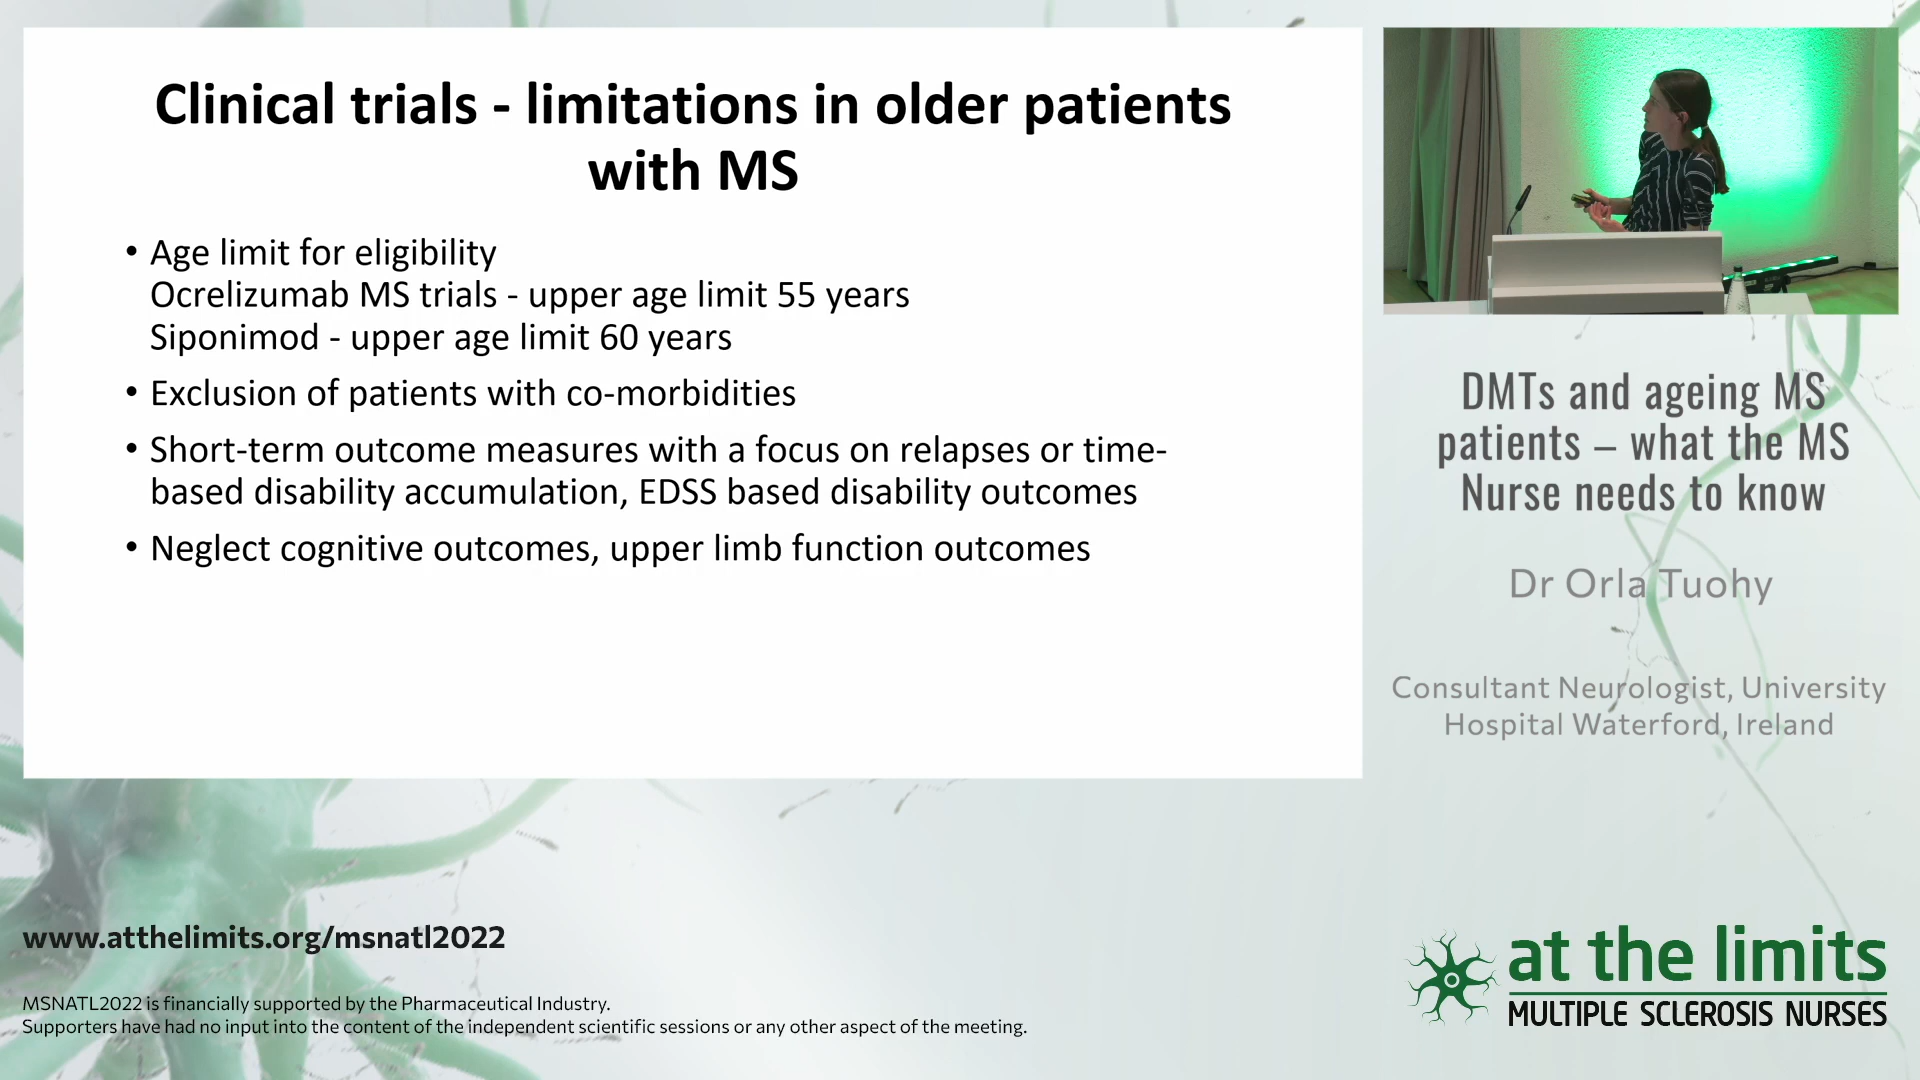 Clinical trials - limitations in older patients
with MS
• Age limit for eligibility
Ocrelizumab MS trials - upper age limit 55 years
Siponimod - upper age limit 60 years
• Exclusion of patients with co-morbidities
• Short-term outcome measures with a focus on relapses or time-
based disability accumulation, EDSS based disability outcomes
• Neglect cognitive outcomes, upper limb function outcomes
DMTs and ageing MS
patients – what the MS
Nurse needs to know
Dr Orla Tuohy
Consultant Neurologist, University
Hospital Waterford, Ireland
www.atthelimits.org/msnatl2022
MSNATL2022 is financially supported by the Pharmaceutical Industry.
Supporters have had no input into the content of the independent scientific sessions or any other aspect of the meeting.
at the limits
MULTIPLE SCLEROSIS NURSES